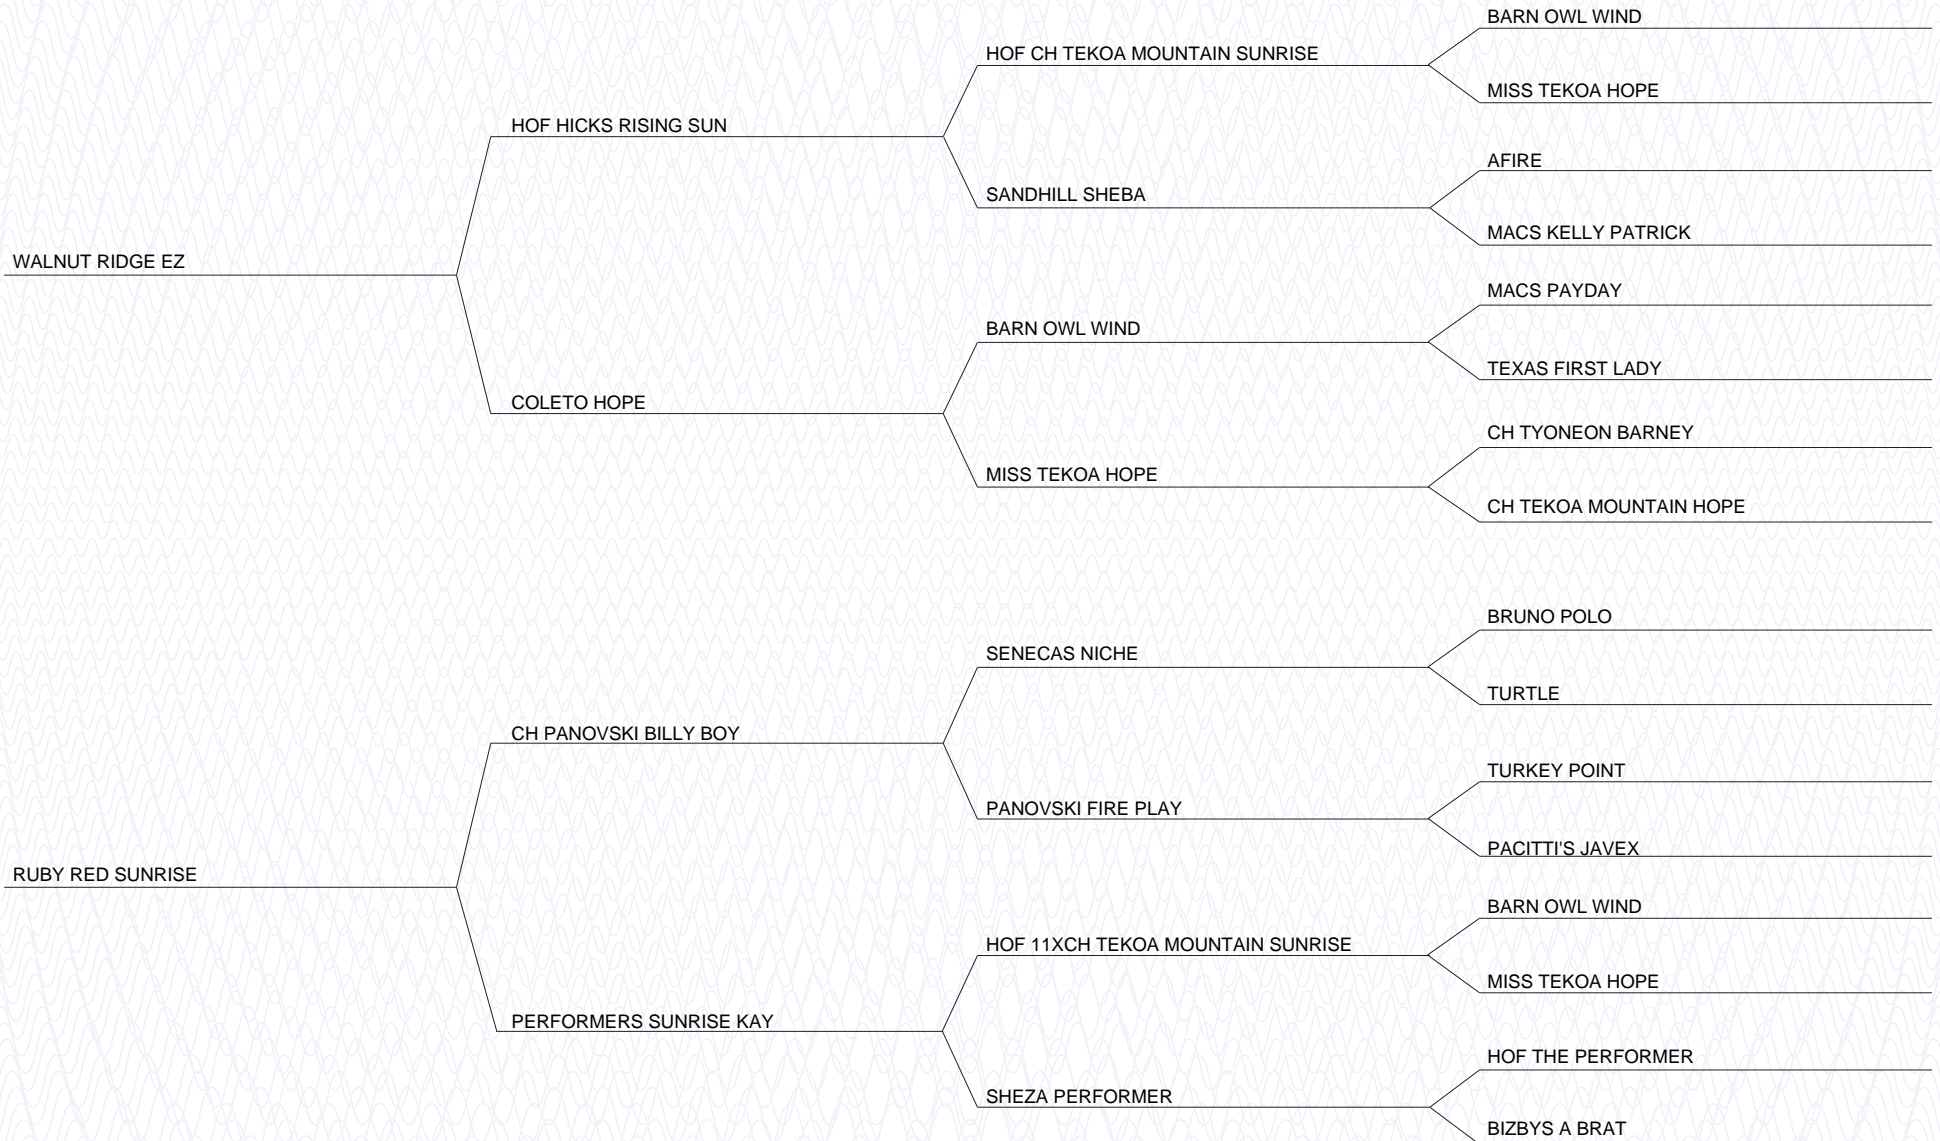 BARN OWL WIND
HOF CH TEKOA MOUNTAIN SUNRISE
MISS TEKOA HOPE
HOF HICKS RISING SUN
AFIRE
SANDHILL SHEBA
MACS KELLY PATRICK
WALNUT RIDGE EZ
MACS PAYDAY
BARN OWL WIND
TEXAS FIRST LADY
COLETO HOPE
CH TYONEON BARNEY
MISS TEKOA HOPE
CH TEKOA MOUNTAIN HOPE
BRUNO POLO
SENECAS NICHE
TURTLE
CH PANOVSKI BILLY BOY
TURKEY POINT
PANOVSKI FIRE PLAY
PACITTI'S JAVEX
RUBY RED SUNRISE
BARN OWL WIND
HOF 11XCH TEKOA MOUNTAIN SUNRISE
MISS TEKOA HOPE
PERFORMERS SUNRISE KAY
HOF THE PERFORMER
SHEZA PERFORMER
BIZBYS A BRAT